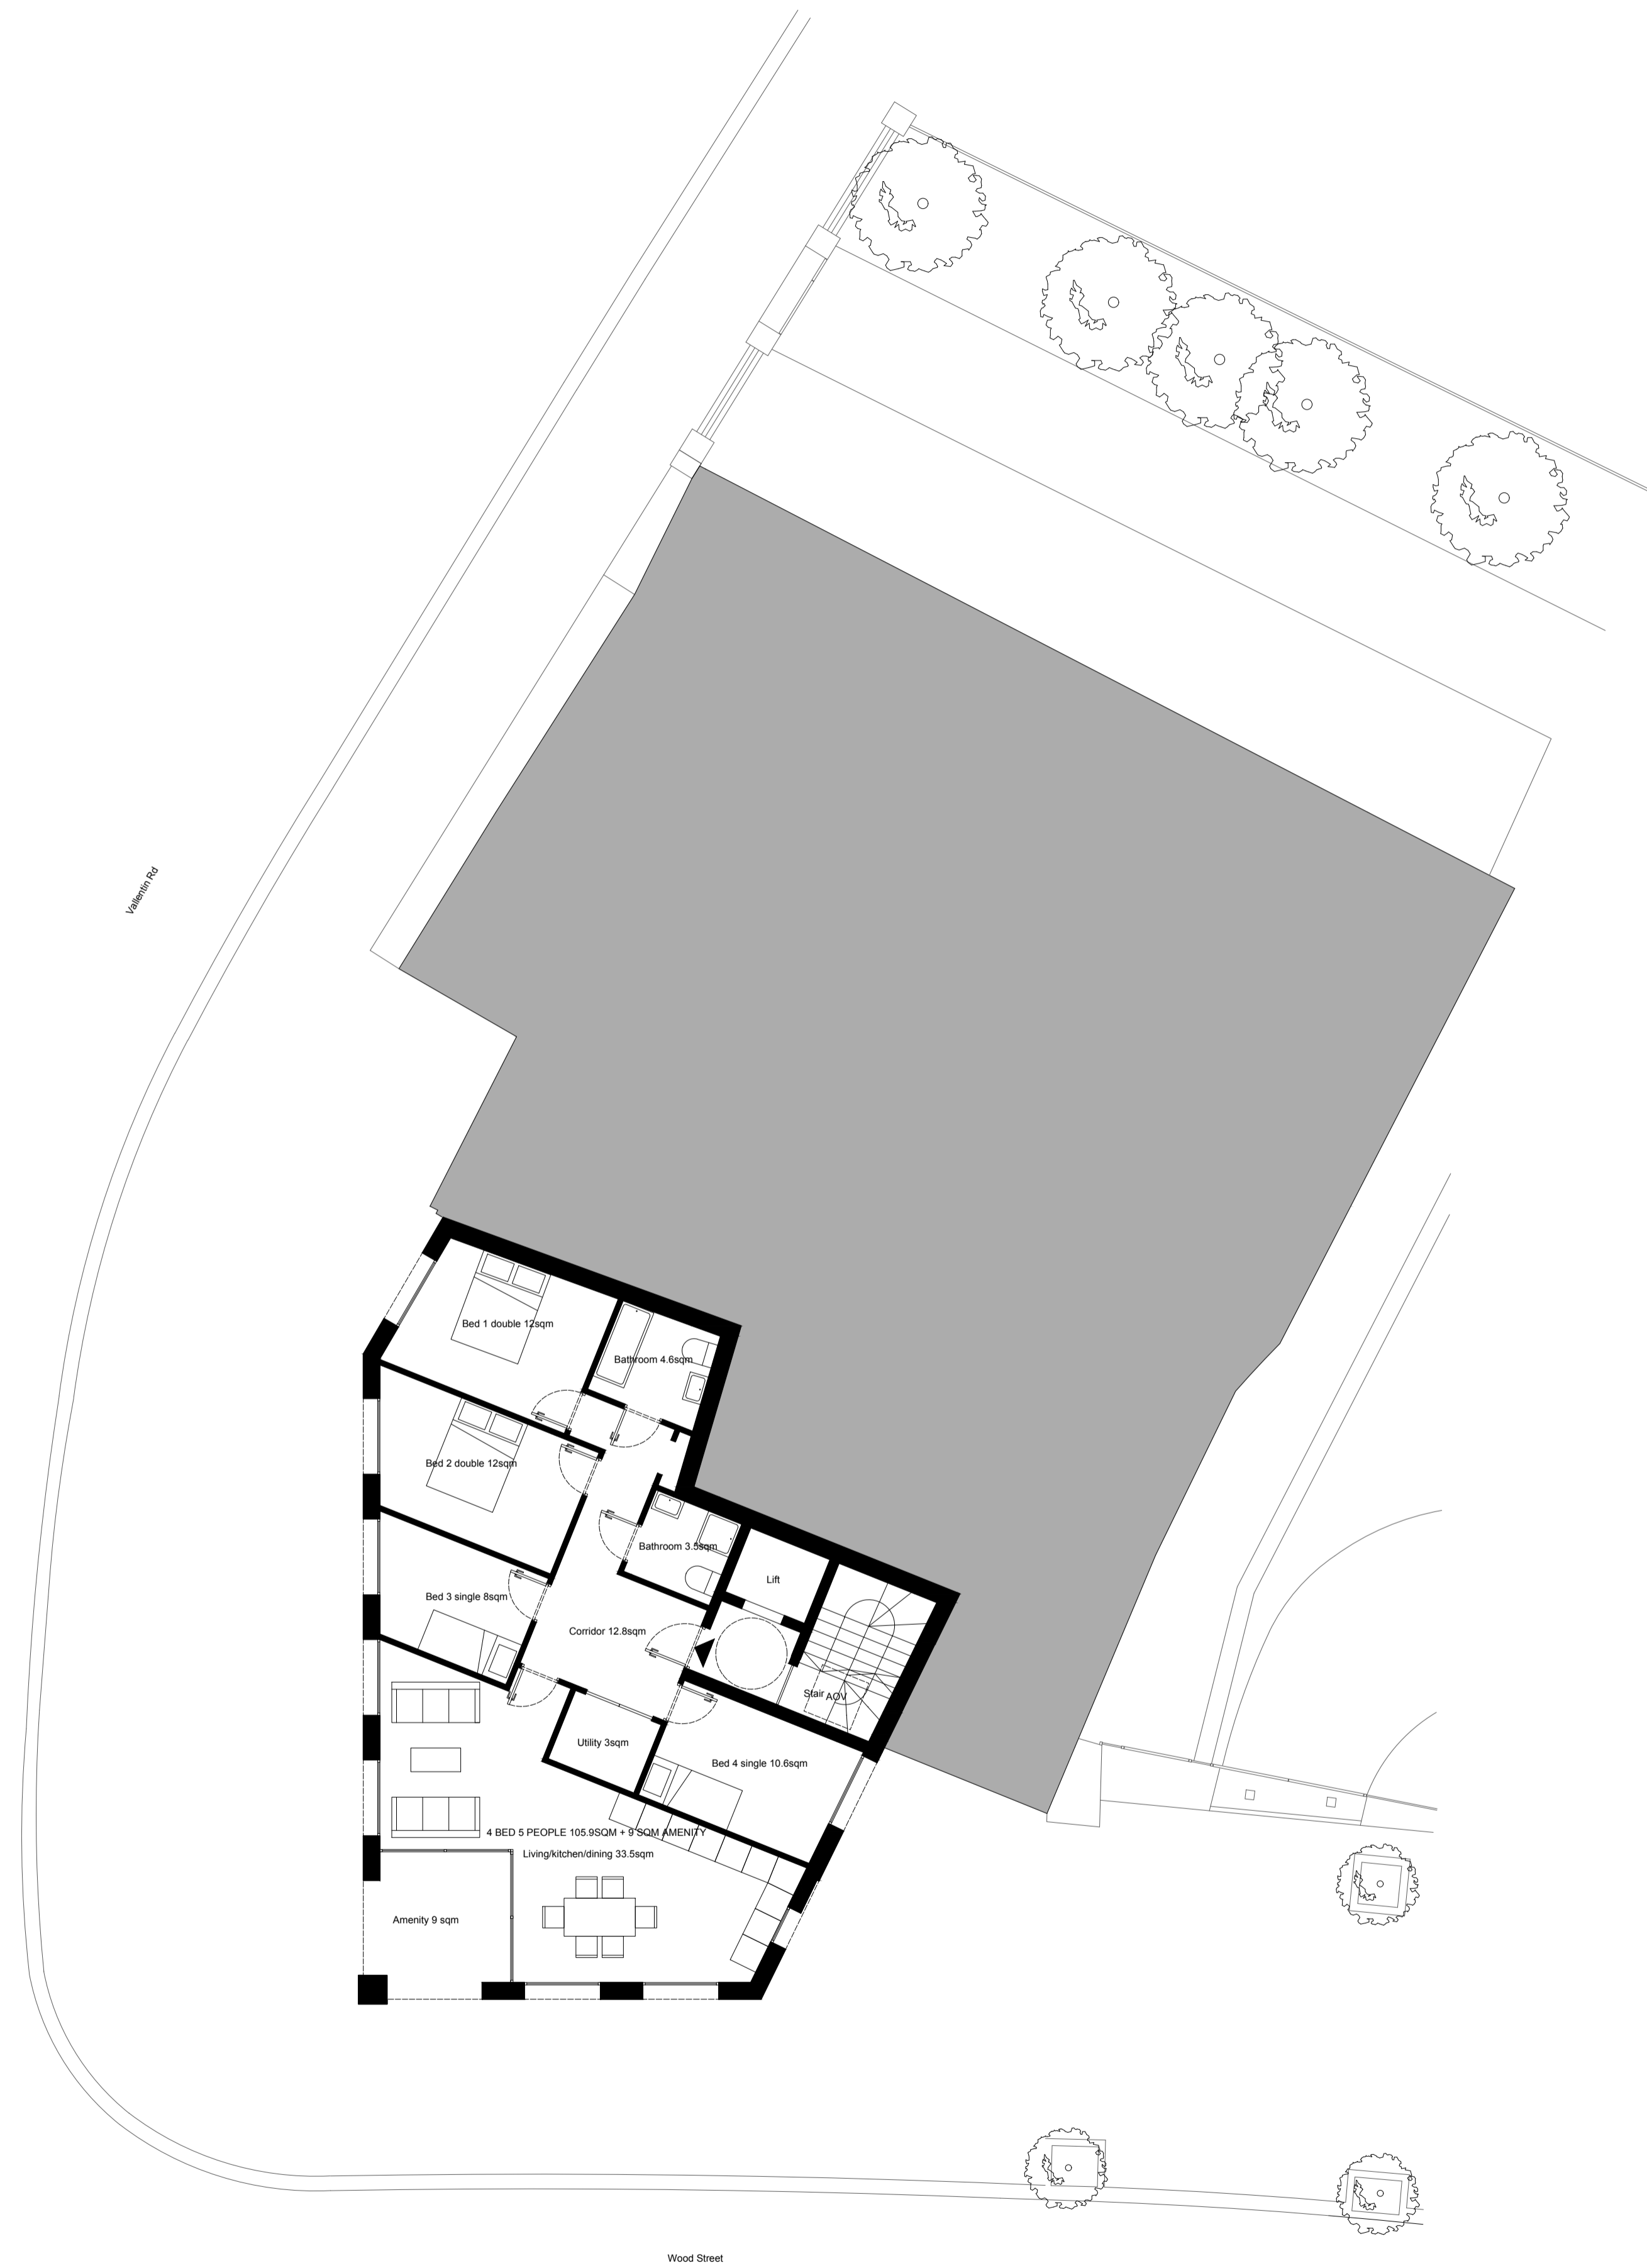 Vallentin Rd
Bed 1 double 12sqm
Bathroom 4.6sqm
Bed 2 double 12sqm
Bathroom 3.5sqm
Lift
Bed 3 single 8sqm
Corridor 12.8sqm
Stair
AOV
Utility 3sqm
Bed 4 single 10.6sqm
4 BED 5 PEOPLE 105.9SQM + 9 SQM AMENITY
Living/kitchen/dining 33.5sqm
Amenity 9 sqm
Wood Street